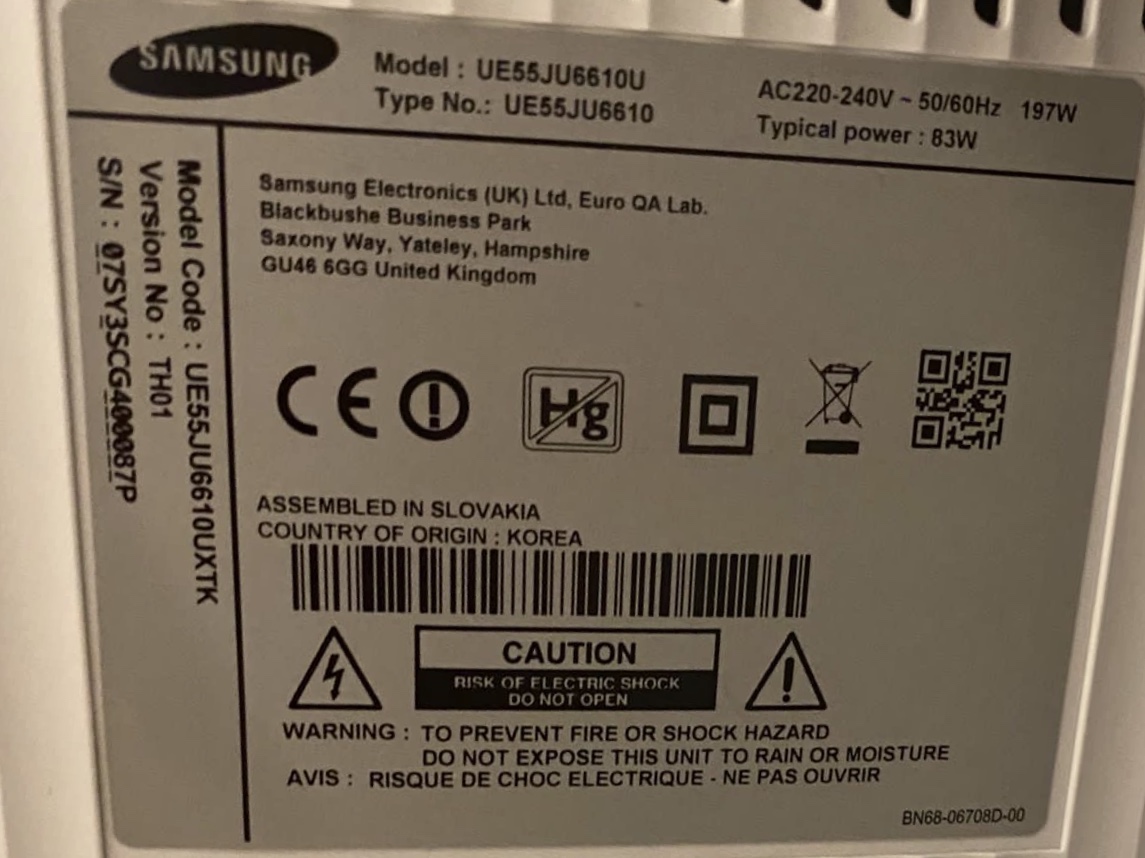 SAMSUNG
Model : UE55JU6610U
Type No.: UE55JU6610
AC220-240V ~ 50/60Hz 197W
Typical power : 83W
Model Code : UE55JU6610UXTK
Version No : TH01
S/N : 07SY3SCG400087P
Samsung Electronics (UK) Ltd, Euro QA Lab.
Blackbushe Business Park
Saxony Way, Yateley, Hampshire
GU46 6GG United Kingdom
CE
Hg
ASSEMBLED IN SLOVAKIA
COUNTRY OF ORIGIN : KOREA
CAUTION
RISK OF ELECTRIC SHOCK
DO NOT OPEN
WARNING : TO PREVENT FIRE OR SHOCK HAZARD
DO NOT EXPOSE THIS UNIT TO RAIN OR MOISTURE
AVIS : RISQUE DE CHOC ELECTRIQUE - NE PAS OUVRIR
BN68-06708D-00